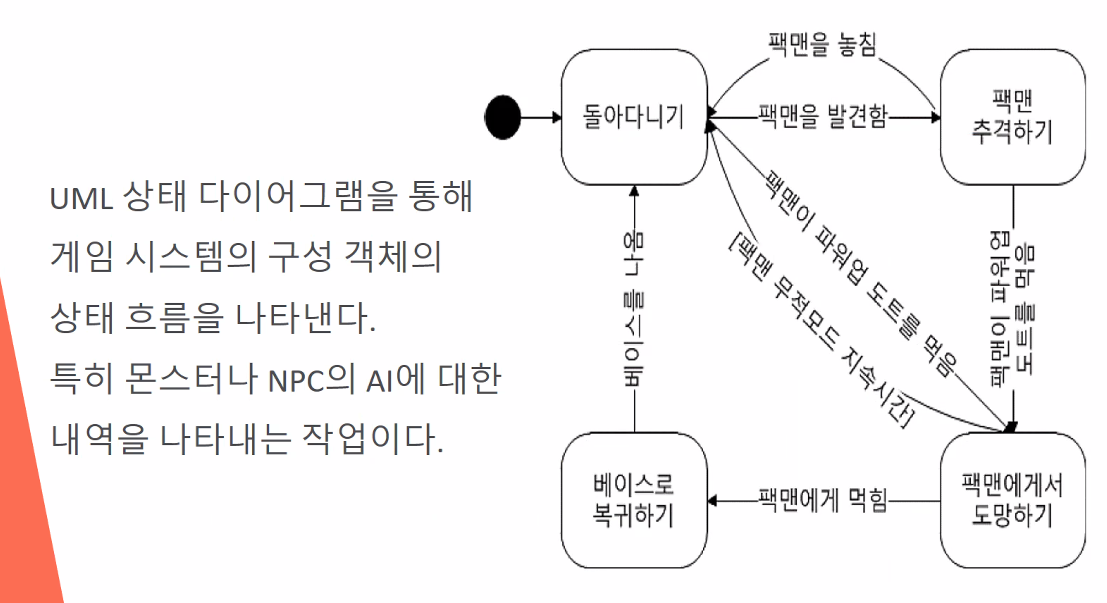 UML 상태 다이어그램을 통해
게임 시스템의 구성 객체의
상태 흐름을 나타낸다.
특히 몬스터나 NPC의 AI에 대한
내역을 나타내는 작업이다.
팩맨을 놓침
돌아다니기
팩맨을 발견함
팩맨
추격하기
팩맨이 파워업 도트를 먹음
[팩맨 무적모드 지속시간]
베이스를 나옴
팩맨이 파워업
도트를 먹음
베이스로
복귀하기
팩맨에게 먹힘
팩맨에게서
도망하기